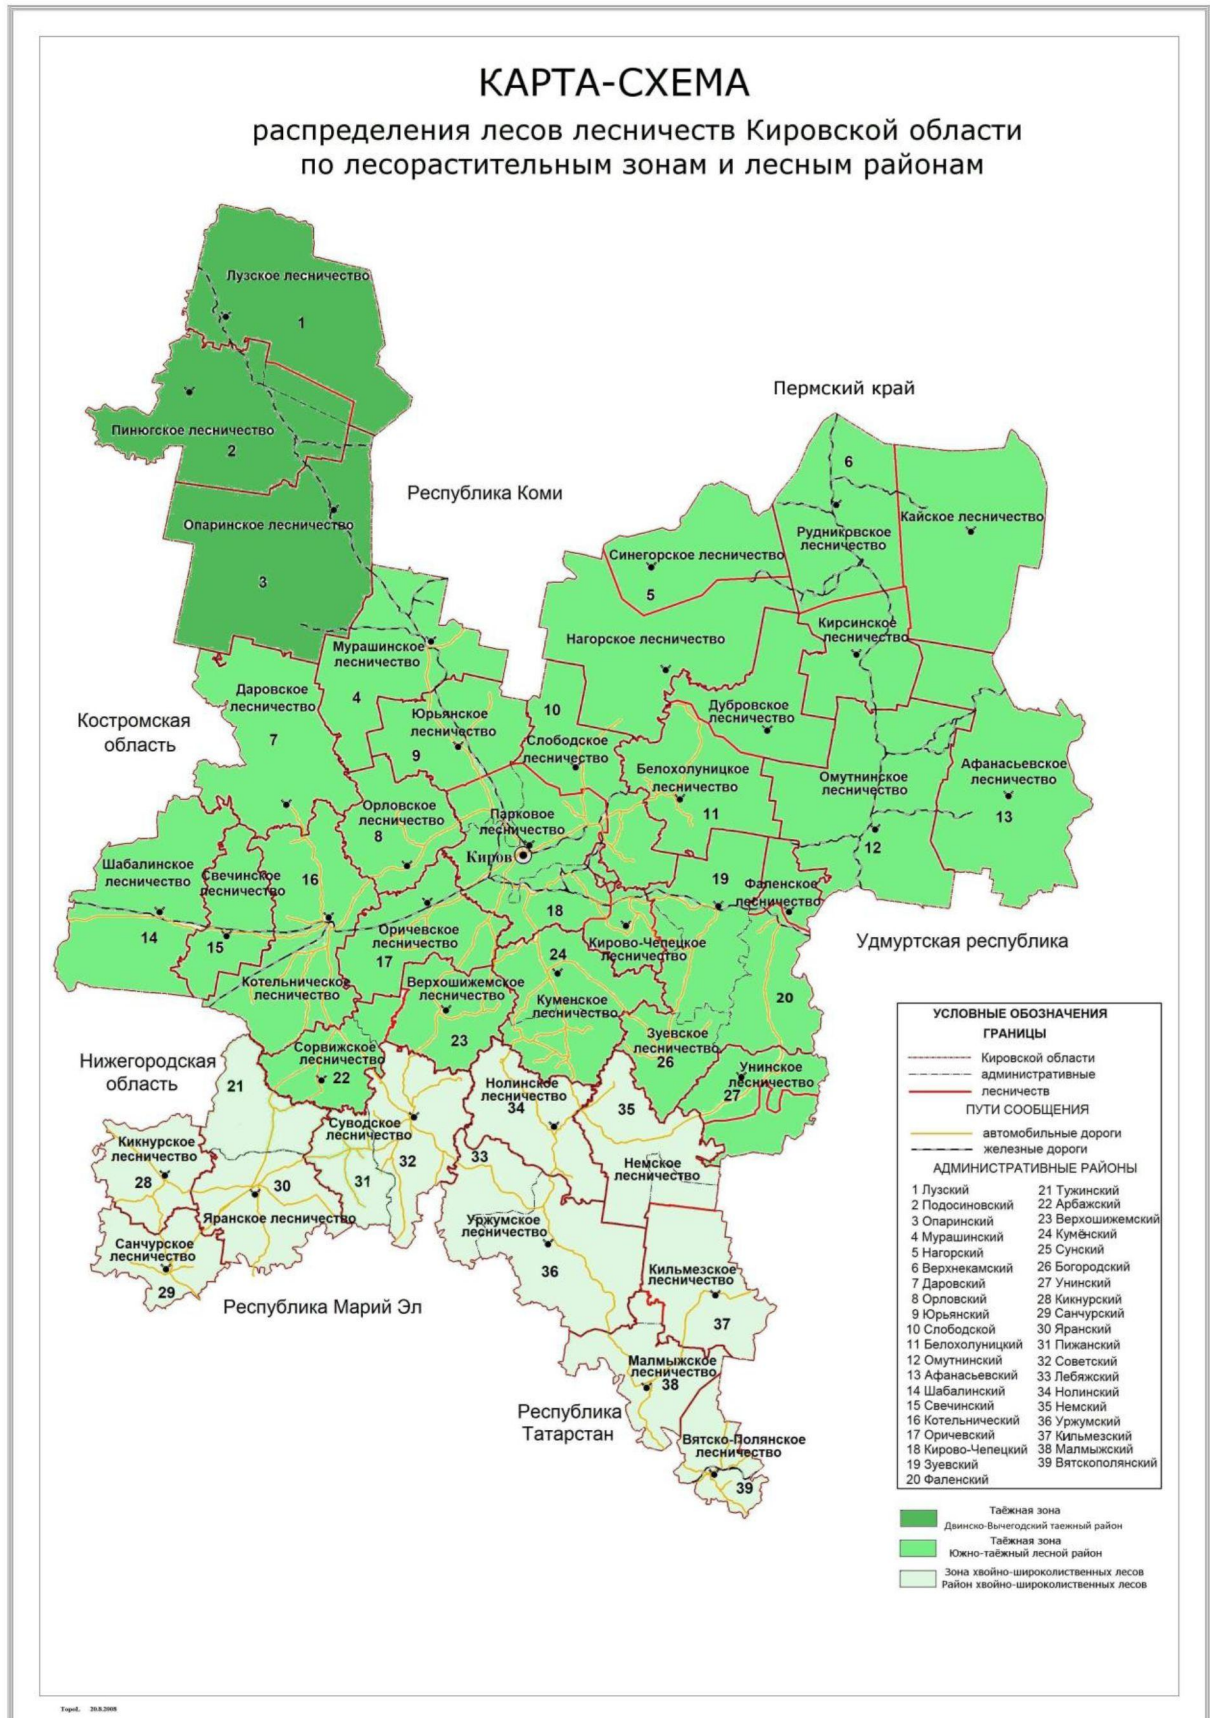 КАРТА-СХЕМА
распределения лесов лесничеств Кировской области
по лесорастительным зонам и лесным районам
Лузское лесничество
1
Пермский край
Пинюгское лесничество
2
6
Республика Коми
Кайское лесничество
Опаринское лесничество
Рудниковское
лесничество
Синегорское лесничество
3
5
Кирсинское
лесничество
Нагорское лесничество
Мурашинское
лесничество
4
Даровское
лесничество
7
Костромская
область
Юрьянское
лесничество
9
10
Слободское
лесничество
Дубровское
лесничество
Белохолуницкое
лесничество
11
Омутнинское
лесничество
12
Афанасьевское
лесничество
13
Орловское
лесничество
8
Парковое
лесничество
Киров
Шабалинское
лесничество
14
Свечинское
лесничество
15
16
19
Фаленское
лесничество
18
Оричевское
лесничество
17
Кирово-Чепецкое
лесничество
Удмуртская республика
24
Котельническое
лесничество
Верхошижемское
лесничество
23
Куменское
лесничество
20
Зуевское
лесничество
26
Сорвижское
лесничество
22
Унинское
лесничество
27
Нижегородская
область
21
Нолинское
лесничество
34
35
Суводское
лесничество
32
31
Кикнурское
лесничество
28
33
Немское
лесничество
30
Яранское лесничество
Уржумское
лесничество
36
Санчурское
лесничество
29
Кильмезское
лесничество
37
Республика Марий Эл
Малмыжское
лесничество
38
Республика
Татарстан
Вятско-Полянское
лесничество
39
УСЛОВНЫЕ ОБОЗНАЧЕНИЯ
ГРАНИЦЫ
Кировской области
административные
лесничеств
ПУТИ СООБЩЕНИЯ
автомобильные дороги
железные дороги
АДМИНИСТРАТИВНЫЕ РАЙОНЫ
1 Лузский
2 Подосиновский
3 Опаринский
4 Мурашинский
5 Нагорский
6 Верхнекамский
7 Даровский
8 Орловский
9 Юрьянский
10 Слободской
11 Белохолуницкий
12 Омутнинский
13 Афанасьевский
14 Шабалинский
15 Свечинский
16 Котельнический
17 Оричевский
18 Кирово-Чепецкий
19 Зуевский
20 Фаленский
21 Тужинский
22 Арбажский
23 Верхошижемский
24 Кумёнский
25 Сунский
26 Богородский
27 Унинский
28 Кикнурский
29 Санчурский
30 Яранский
31 Пижанский
32 Советский
33 Лебяжский
34 Нолинский
35 Немский
36 Уржумский
37 Кильмезский
38 Малмыжский
39 Вятскополянский
Таёжная зона
Двинско-Вычегодский таежный район
Таёжная зона
Южно-таёжный лесной район
Зона хвойно-широколиственных лесов
Район хвойно-широколиственных лесов
TopoL 20.8.2008